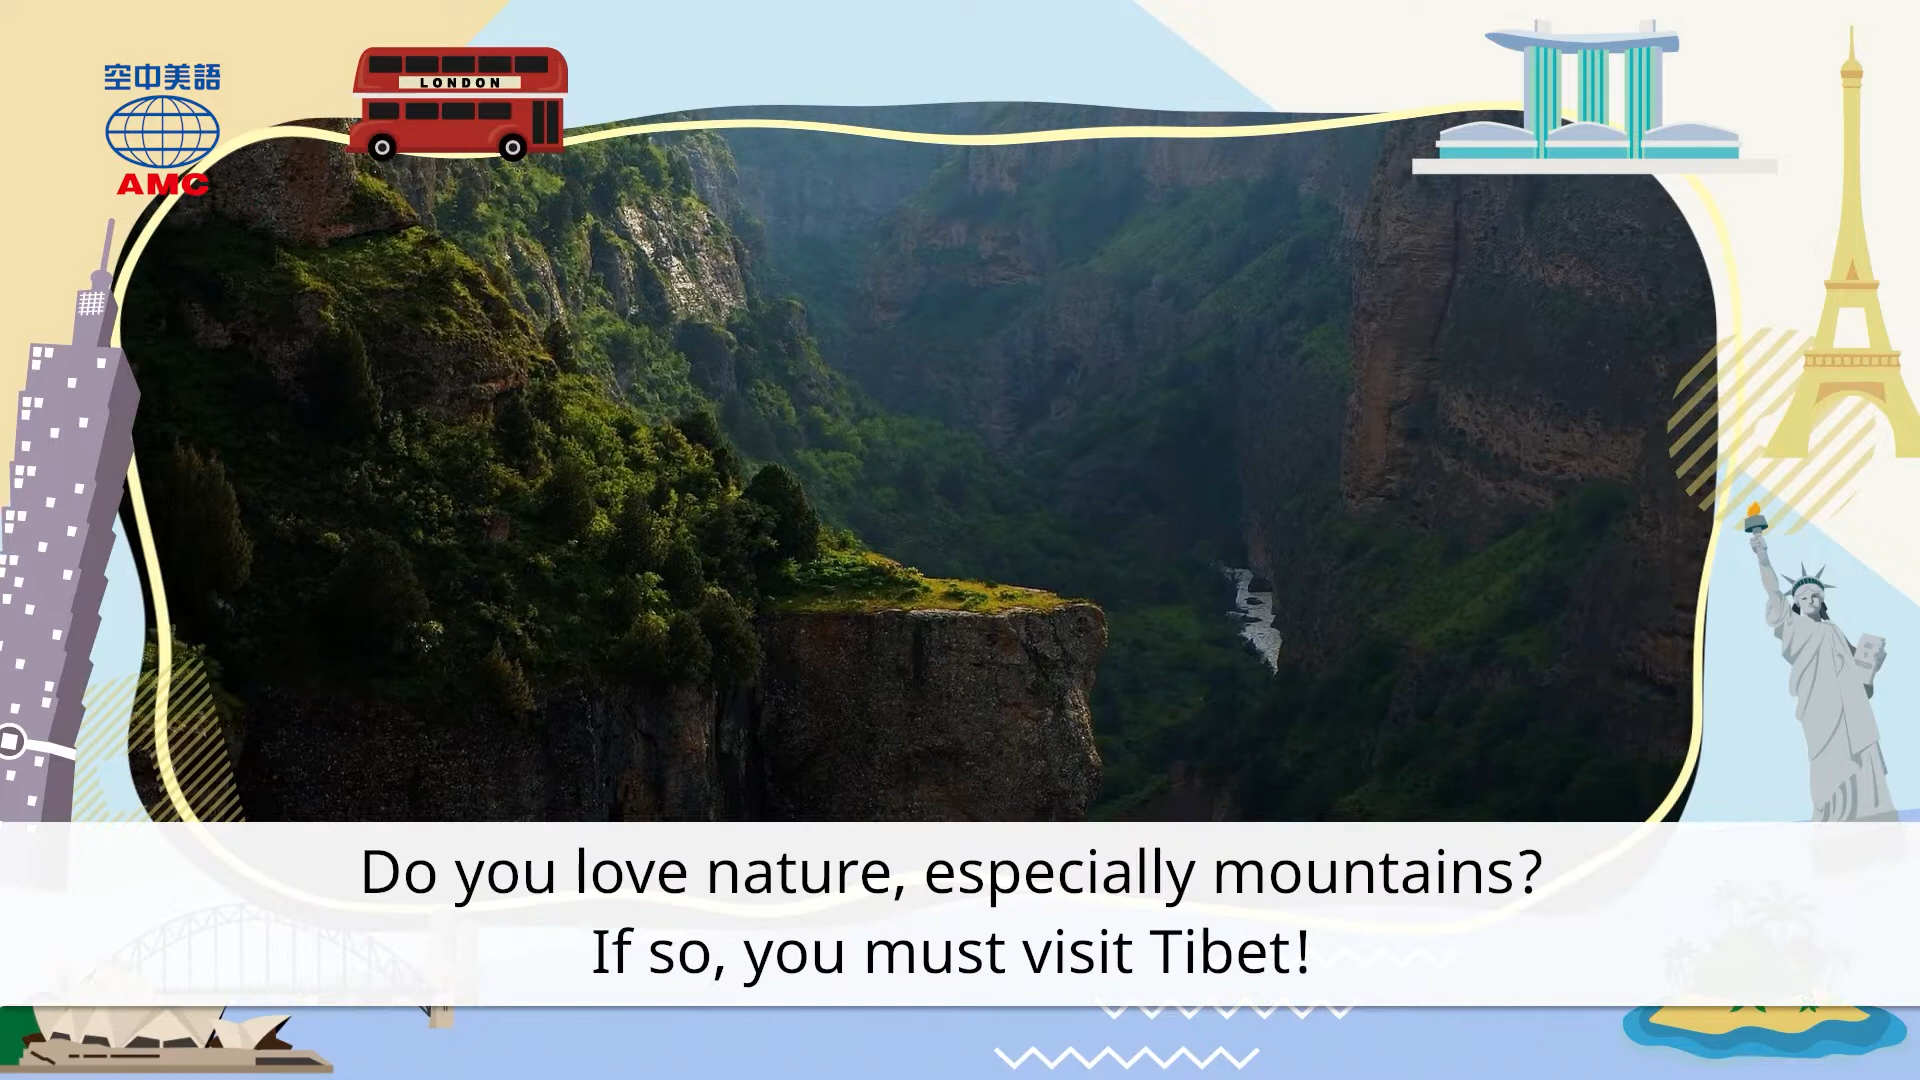 空中美語
AMC
LONDON
Do you love nature, especially mountains?
If so, you must visit Tibet!